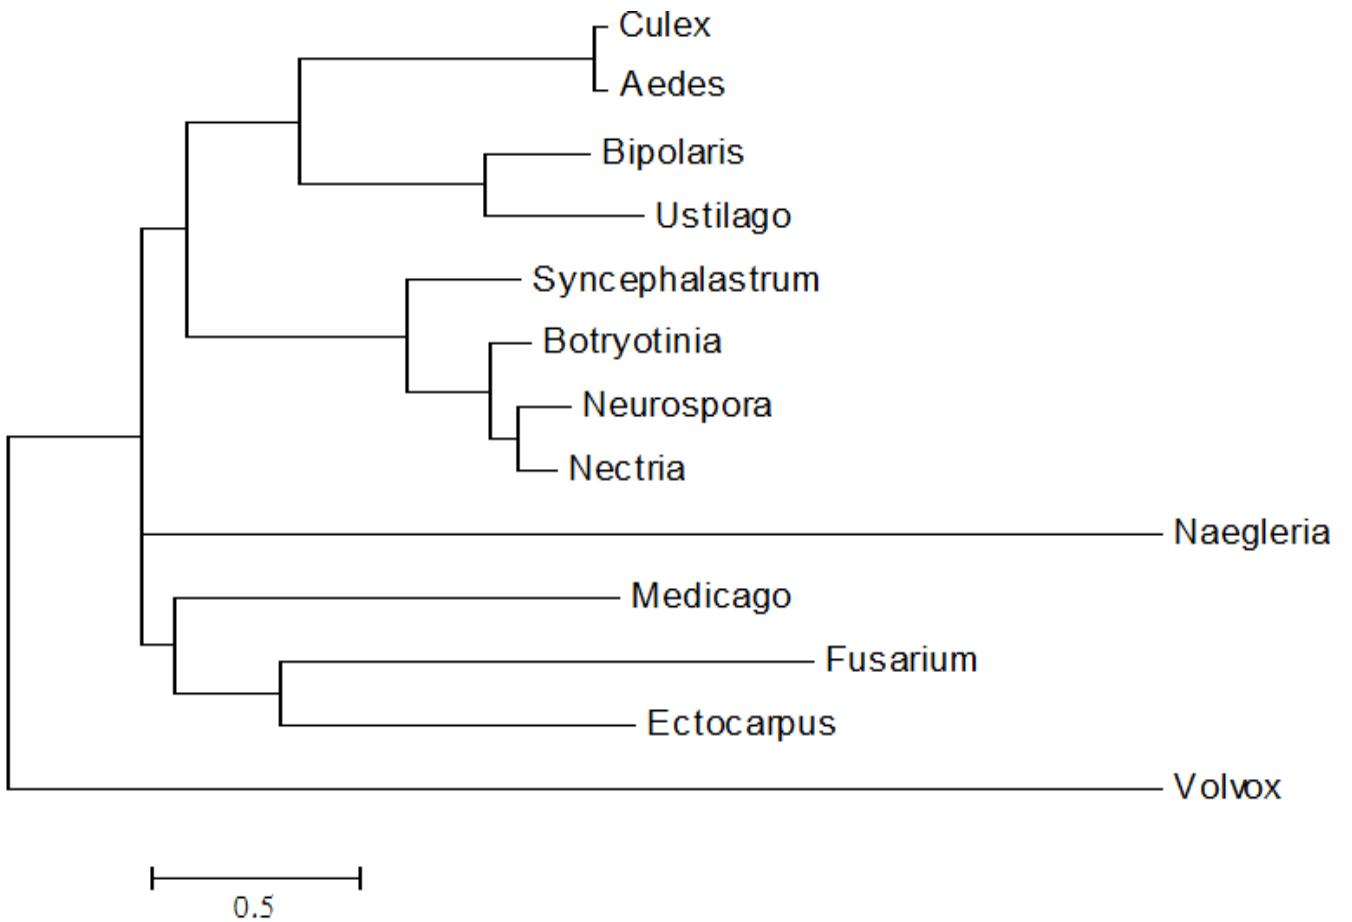 Culex
Aedes
Bipolaris
Ustilago
Syncephalastrum
Botryotinia
Neurospora
Nectria
Naegleria
Medicago
Fusarium
Ectocarpus
Volvox
0.5